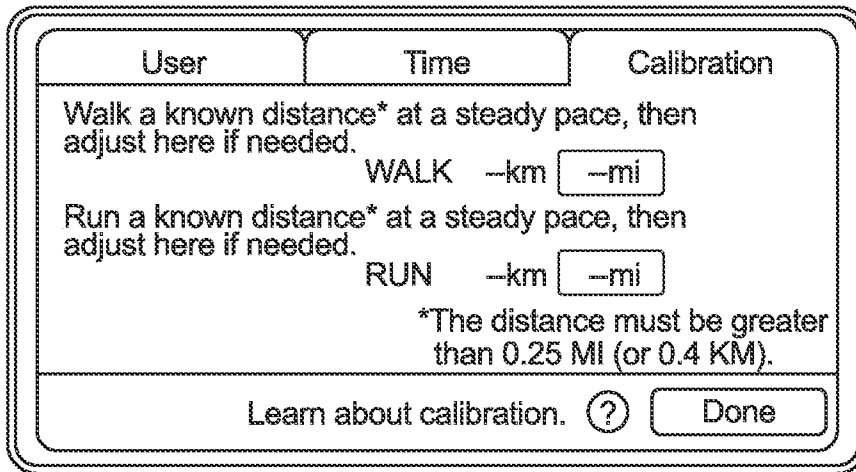 User Time Calibration
Walk a known distance* at a steady pace, then
adjust here if needed.
WALK --km --mi
Run a known distance* at a steady pace, then
adjust here if needed.
RUN --km --mi
*The distance must be greater
than 0.25 MI (or 0.4 KM).
Learn about calibration. ? Done